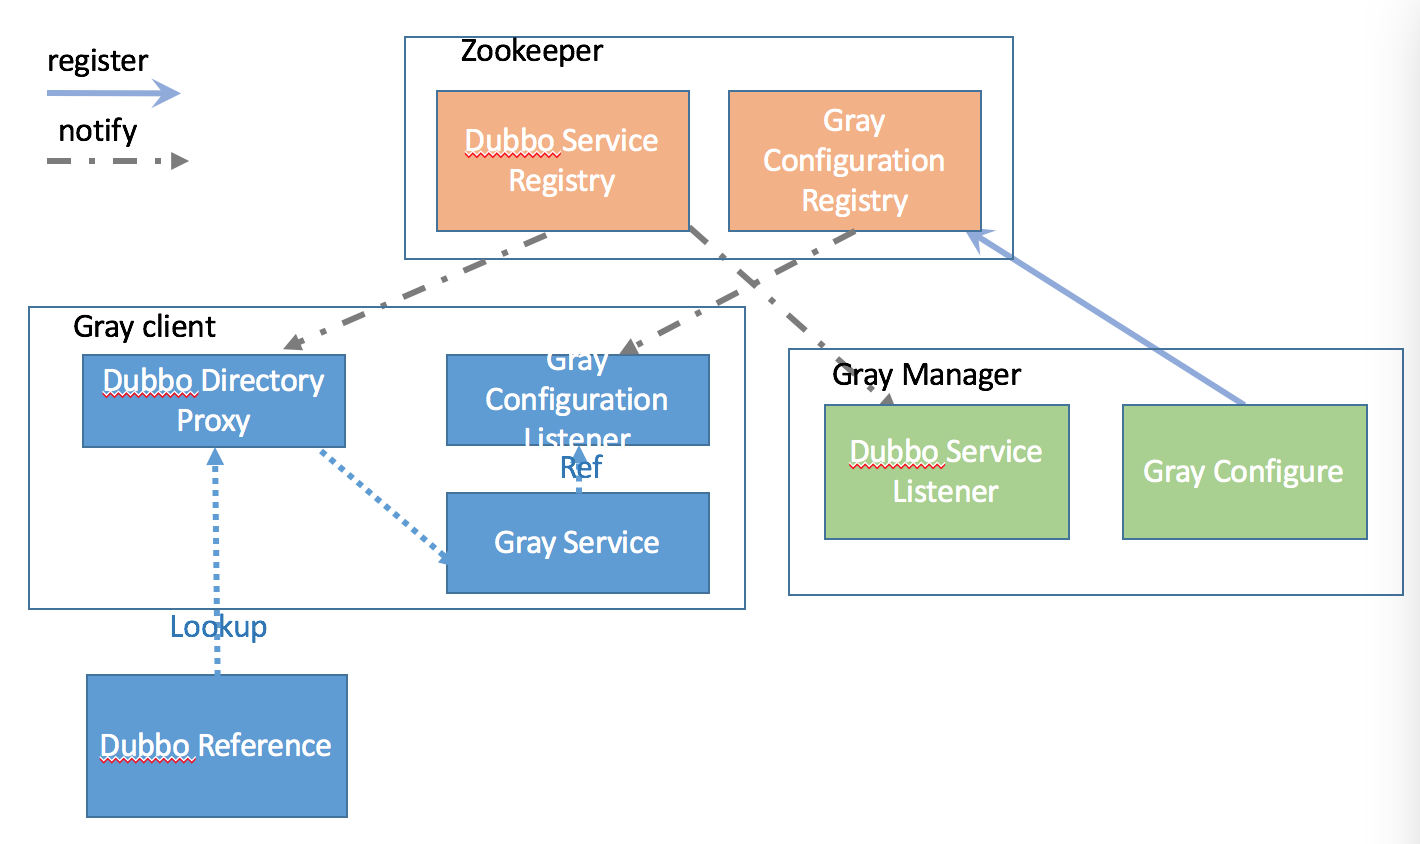 register
notify
Zookeeper
Dubbo Service
Registry
Gray
Configuration
Registry
Gray client
Dubbo Directory
Proxy
Gray
Configuration
Listener
Ref
Gray Service
Gray Manager
Dubbo Service
Listener
Gray Configure
Lookup
Dubbo Reference